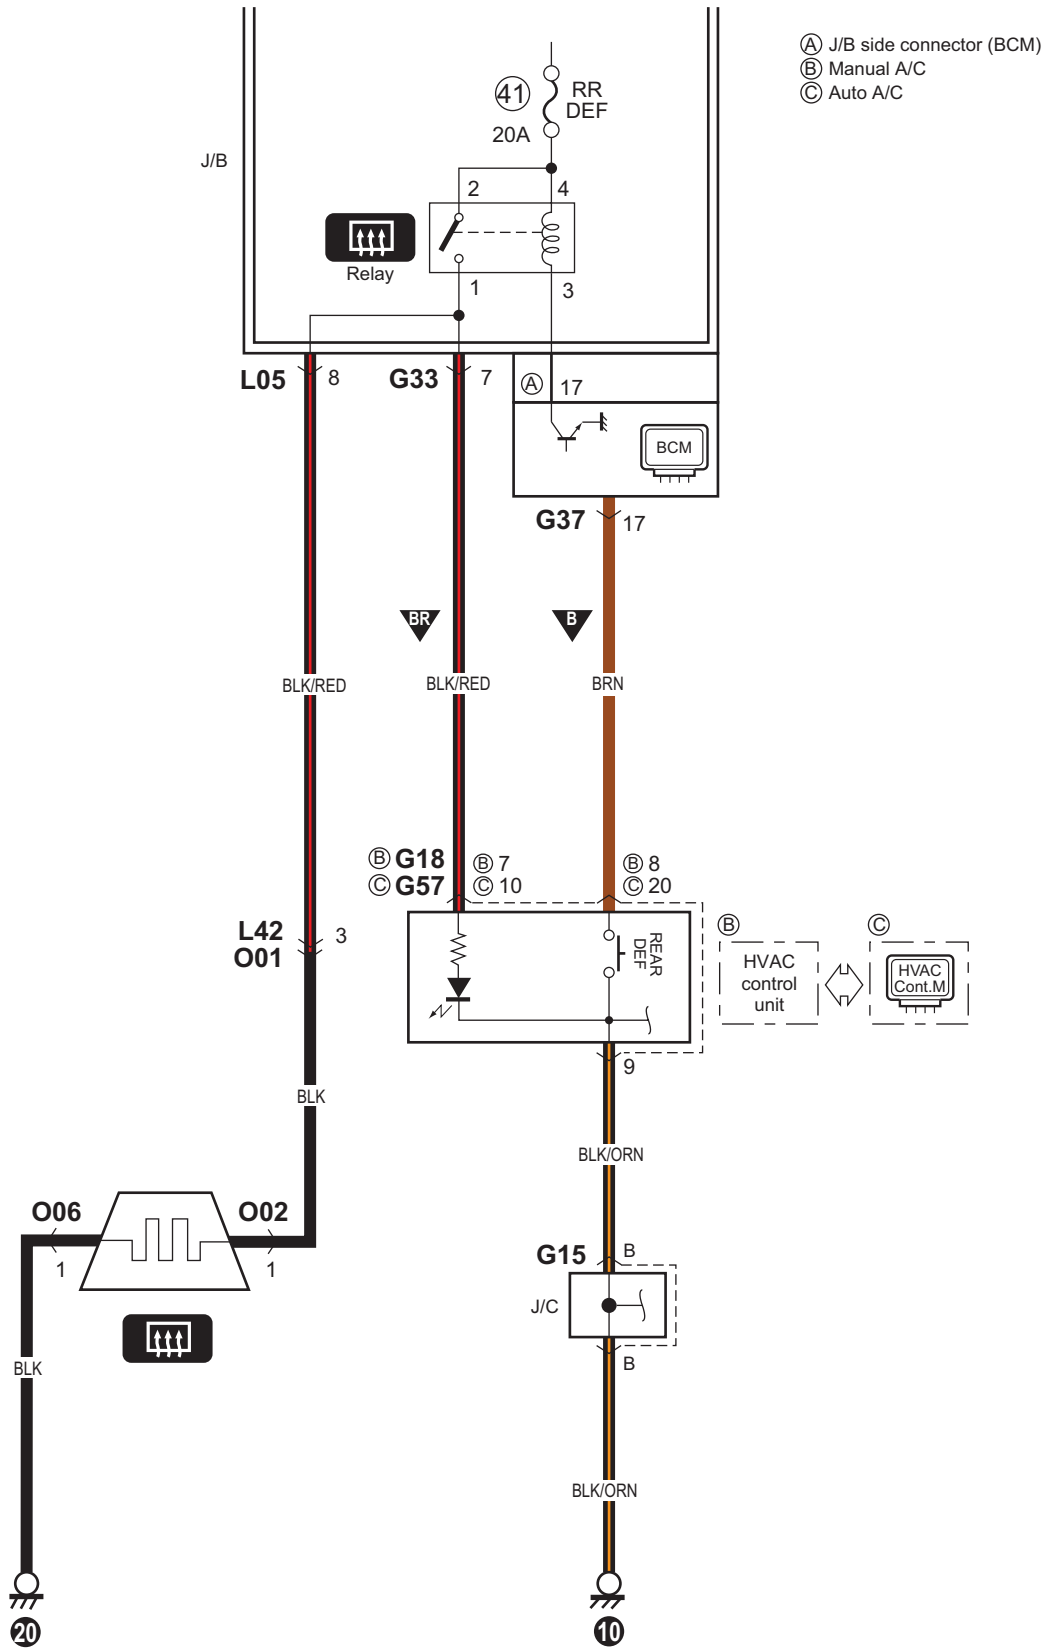 Ⓐ J/B side connector (BCM)
Ⓑ Manual A/C
Ⓒ Auto A/C
41
RR
DEF
20A
J/B
2
4
Relay
1
3
L05
8
G33
7
Ⓐ
17
BCM
G37
17
BR
B
BLK/RED
BLK/RED
BRN
Ⓑ G18
Ⓒ G57
Ⓑ 7
Ⓒ 10
Ⓑ 8
Ⓒ 20
L42
O01
3
REAR
DEF
Ⓑ
HVAC
control
unit
Ⓒ
HVAC
Cont.M
9
BLK
BLK/ORN
O06
1
O02
1
G15
B
J/C
B
BLK
BLK/ORN
20
10